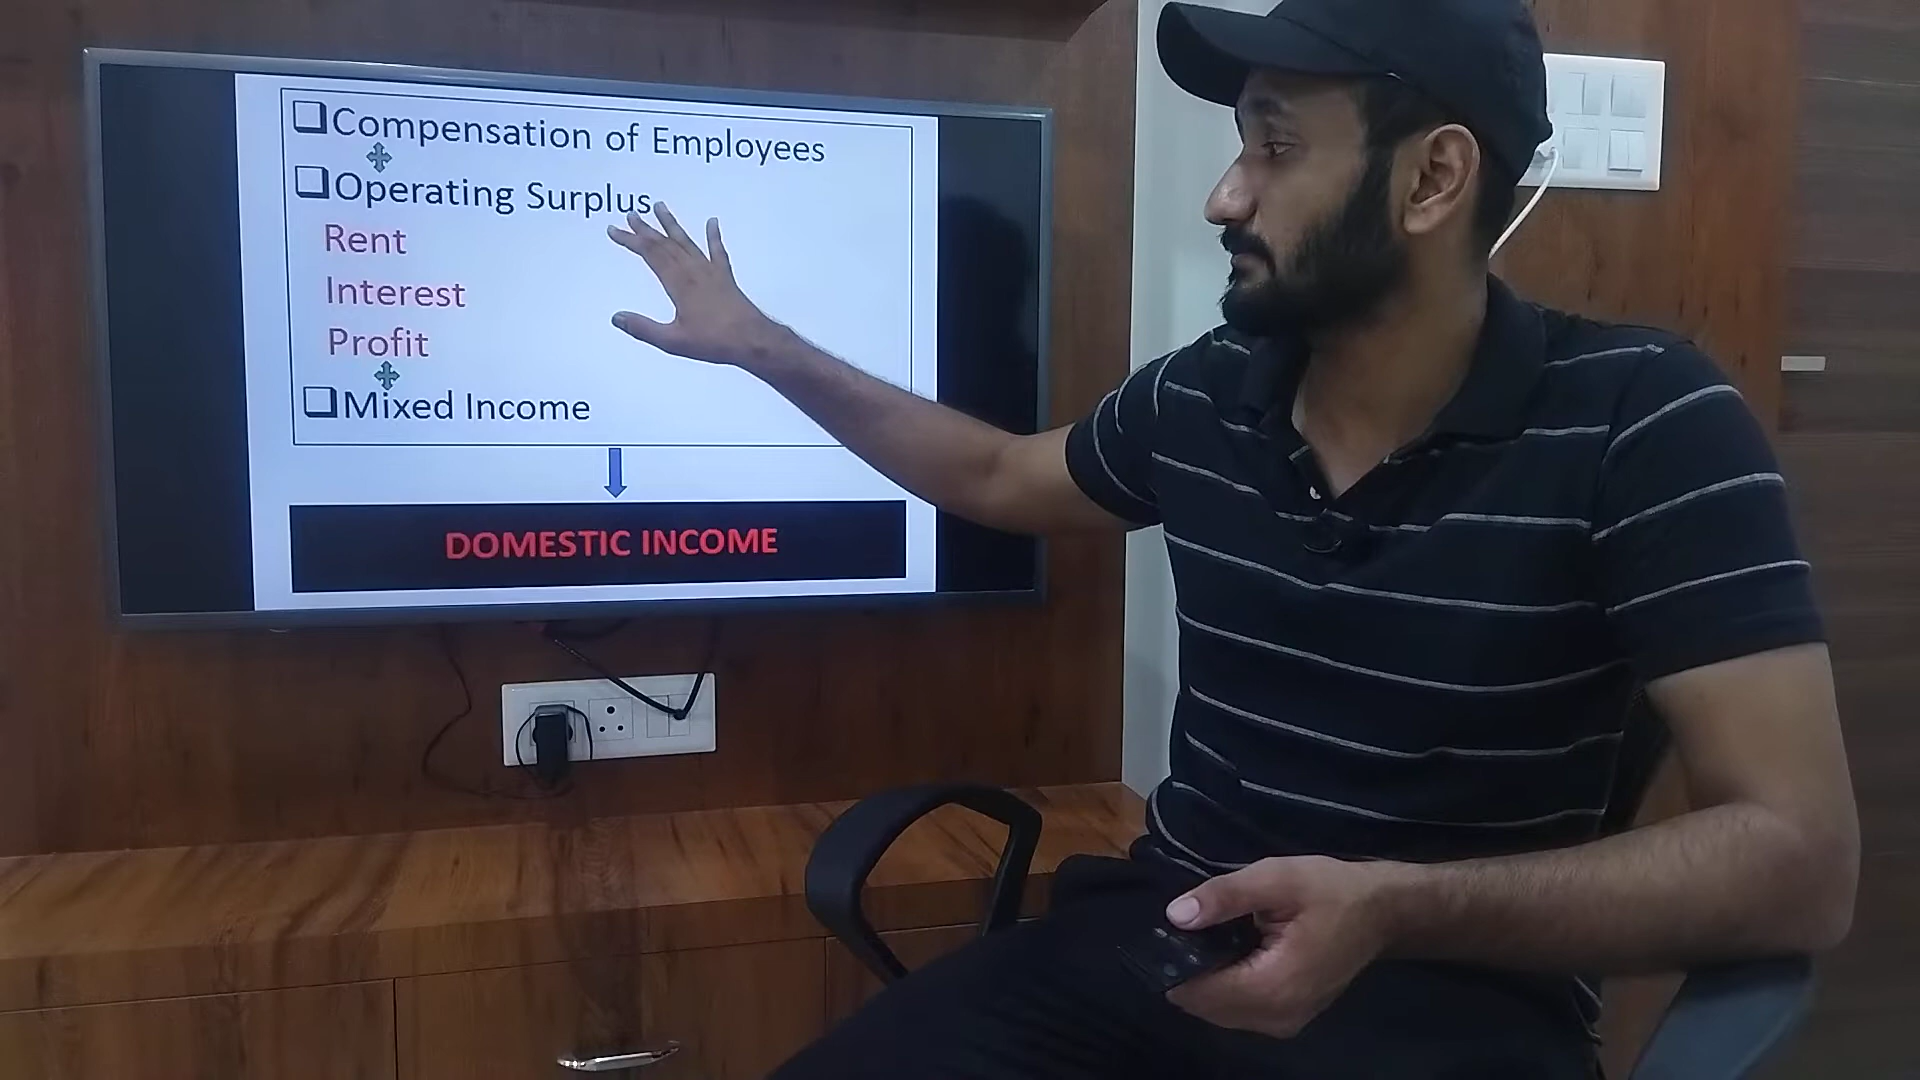 Compensation of Employees
Operating Surplus
Rent
Interest
Profit
Mixed Income
DOMESTIC INCOME